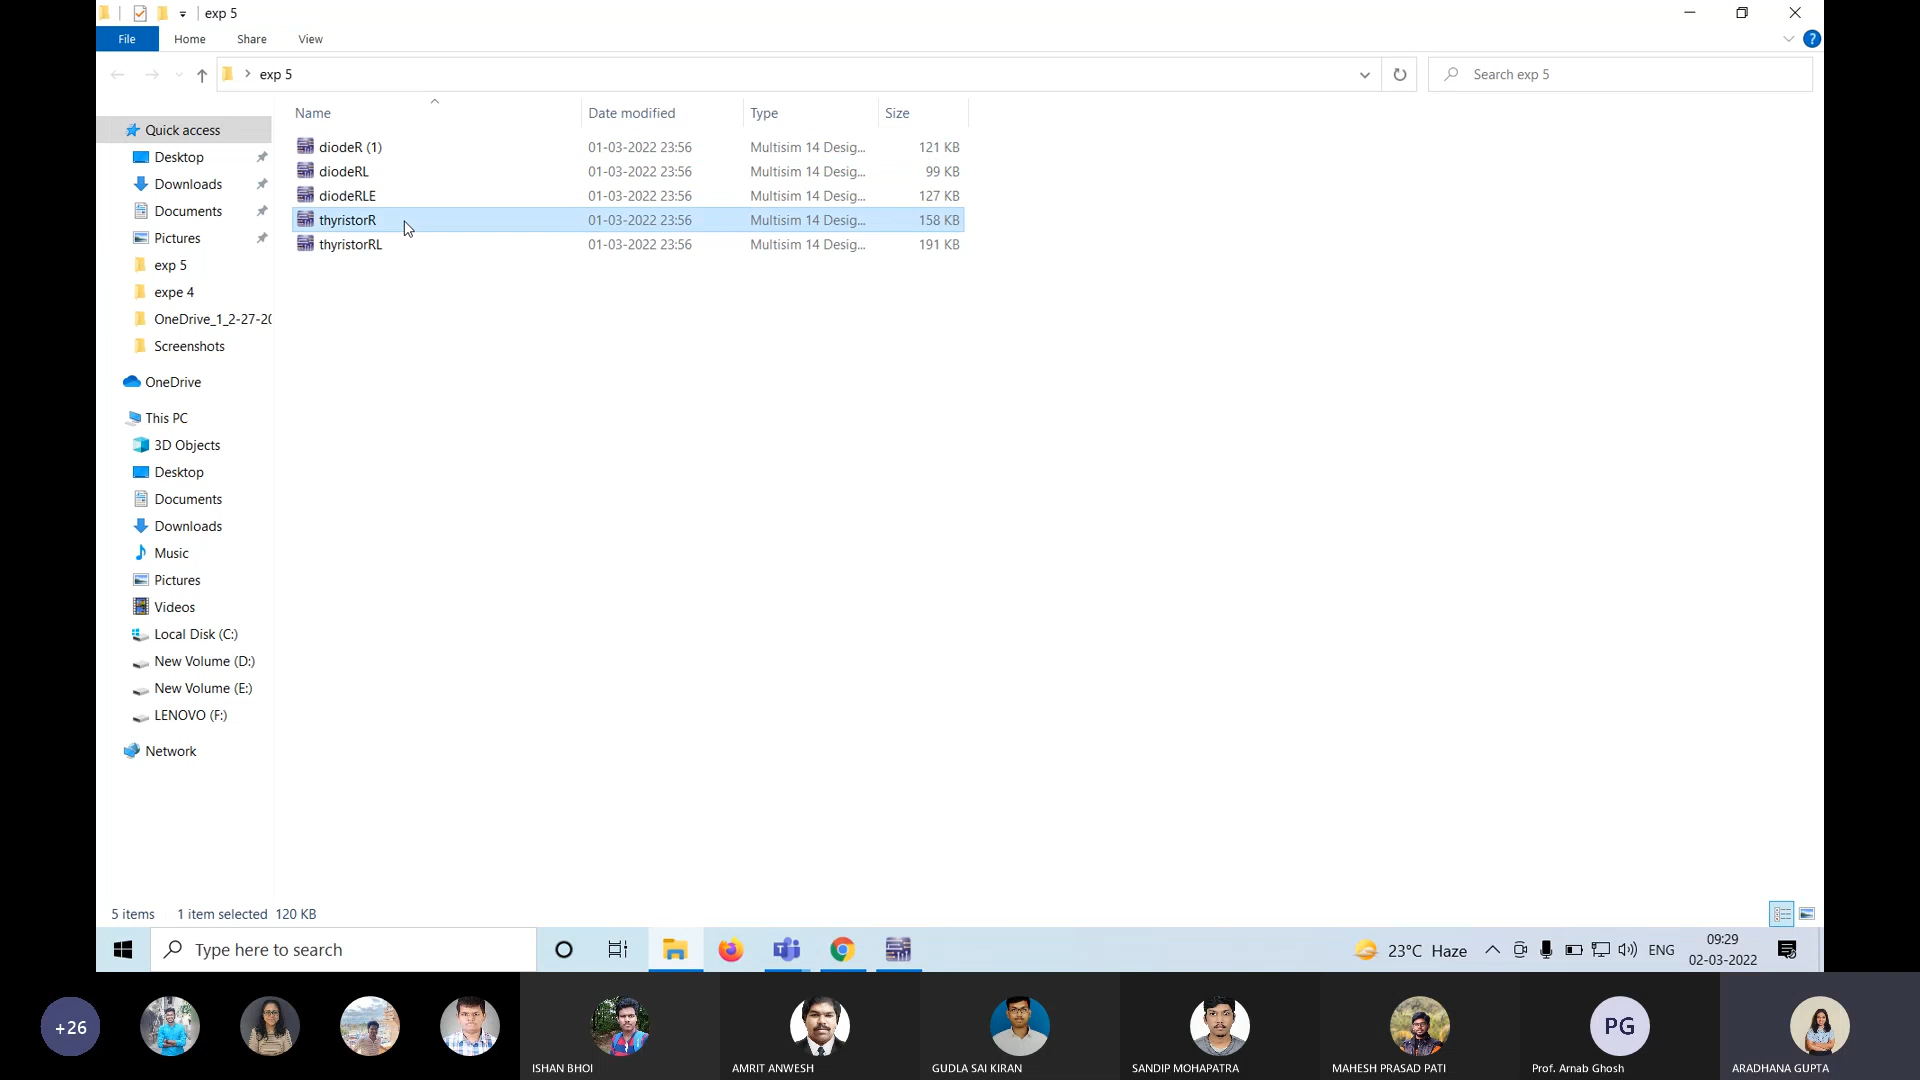 exp 5
File Home Share View
?
exp 5
Search exp 5
Name Date modified Type Size
Quick access
Desktop
Downloads
Documents
Pictures
exp 5
expe 4
OneDrive_1_2-27-20
Screenshots
OneDrive
This PC
3D Objects
Desktop
Documents
Downloads
Music
Pictures
Videos
Local Disk (C:)
New Volume (D:)
New Volume (E:)
LENOVO (F:)
Network
diodeR (1) 01-03-2022 23:56 Multisim 14 Desig... 121 KB
diodeRL 01-03-2022 23:56 Multisim 14 Desig... 99 KB
diodeRLE 01-03-2022 23:56 Multisim 14 Desig... 127 KB
thyristorR 01-03-2022 23:56 Multisim 14 Desig... 158 KB
thyristorRL 01-03-2022 23:56 Multisim 14 Desig... 191 KB
5 items 1 item selected 120 KB
Type here to search
23°C Haze
ENG
09:29
02-03-2022
+26
PG
ISHAN BHOI
AMRIT ANWESH
GUDLA SAI KIRAN
SANDIP MOHAPATRA
MAHESH PRASAD PATI
Prof. Arnab Ghosh
ARADHANA GUPTA